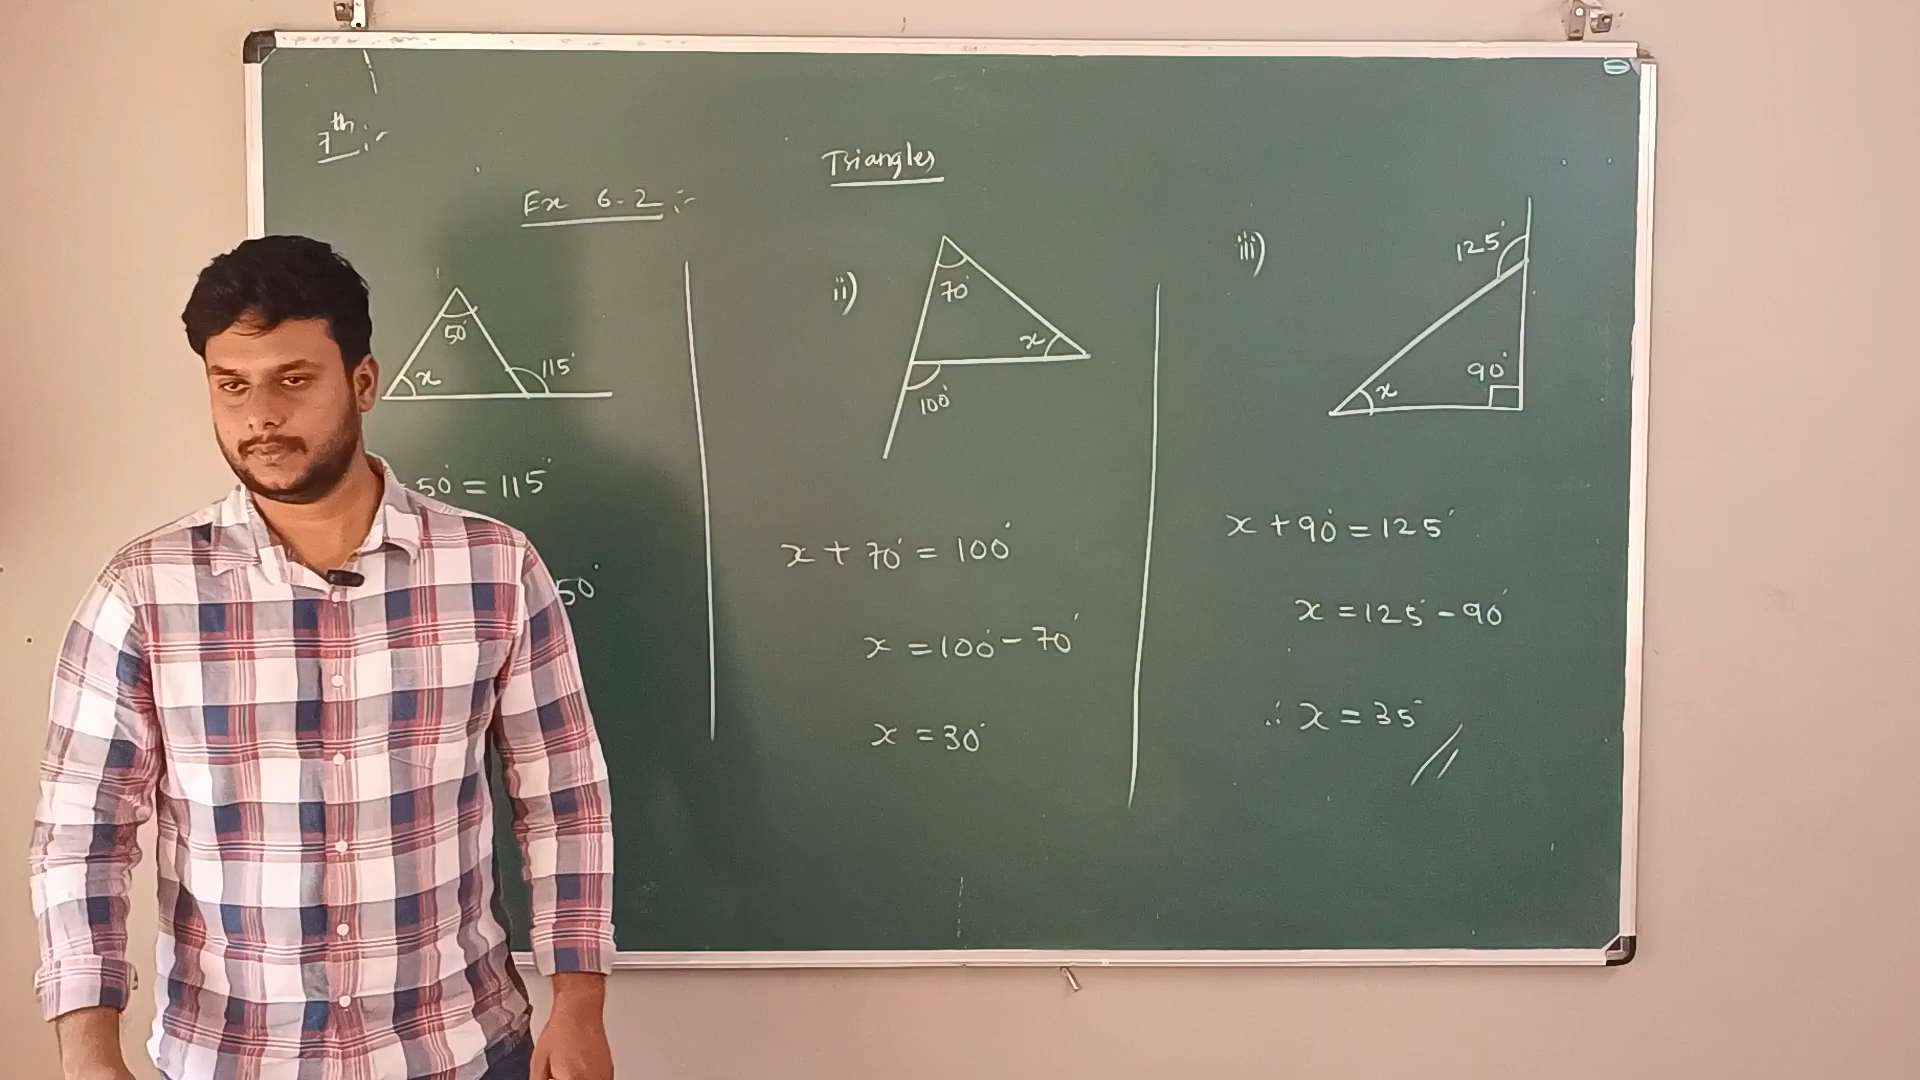 7th :-
Triangles
Ex 6.2 :-
50°
x
115°
50° = 115°
50°
ii)
70°
x
100°
x + 70° = 100°
x = 100° - 70°
x = 30°
iii)
125°
90°
x
x + 90° = 125°
x = 125° - 90°
∴ x = 35°